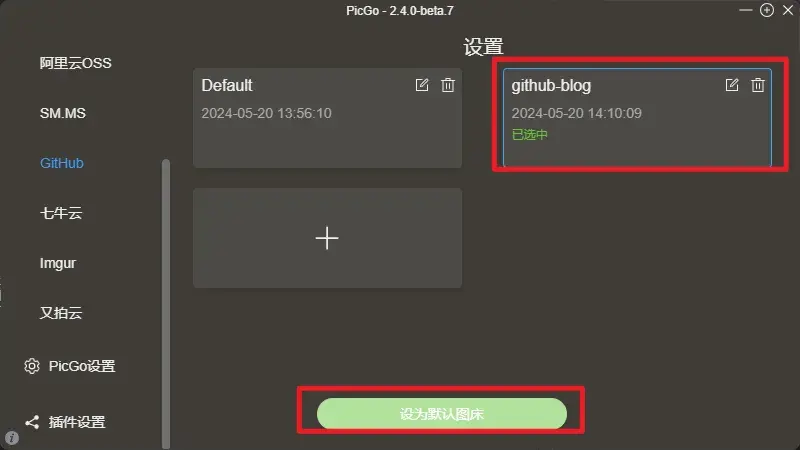 PicGo - 2.4.0-beta.7
设置
阿里云OSS
SM.MS
GitHub
七牛云
Imgur
又拍云
PicGo设置
插件设置
Default
2024-05-20 13:56:10
github-blog
2024-05-20 14:10:09
已选中
设为默认图床